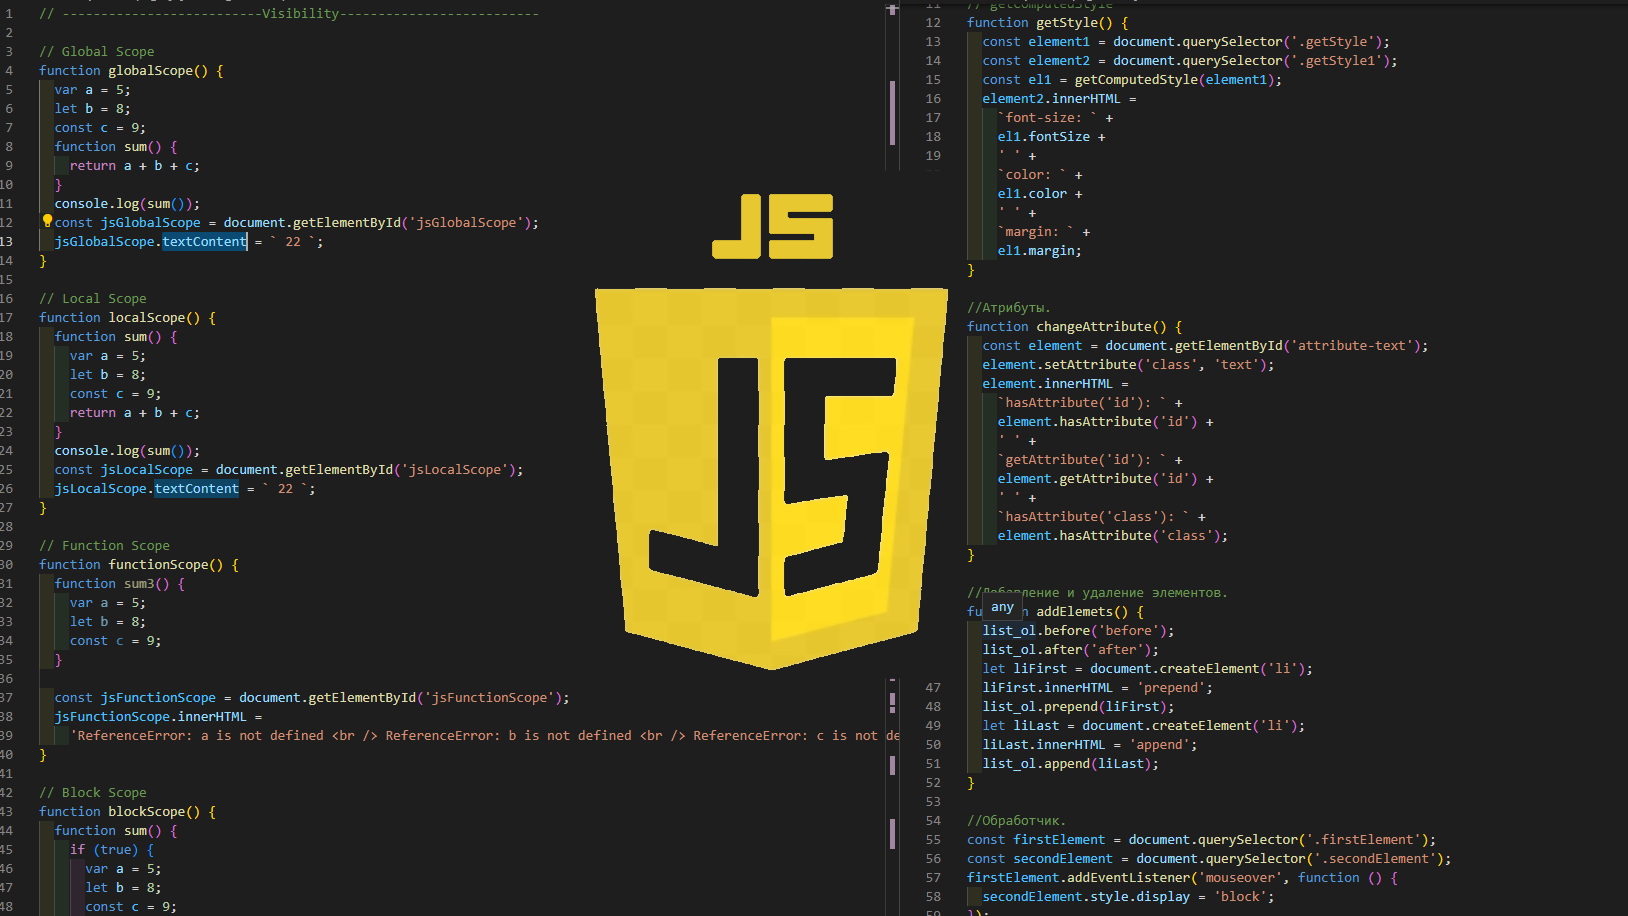 1 // --------------------------Visibility--------------------------
2
3 // Global Scope
4 function globalScope() {
5 var a = 5;
6 let b = 8;
7 const c = 9;
8 function sum() {
9 return a + b + c;
10 }
11 console.log(sum());
12 const jsGlobalScope = document.getElementById('jsGlobalScope');
13 jsGlobalScope.textContent = ` 22 `;
14 }
15
16 // Local Scope
17 function localScope() {
18 function sum() {
19 var a = 5;
20 let b = 8;
21 const c = 9;
22 return a + b + c;
23 }
24 console.log(sum());
25 const jsLocalScope = document.getElementById('jsLocalScope');
26 jsLocalScope.textContent = ` 22 `;
27 }
28
29 // Function Scope
30 function functionScope() {
31 function sum3() {
32 var a = 5;
33 let b = 8;
34 const c = 9;
35 }
36
37 const jsFunctionScope = document.getElementById('jsFunctionScope');
38 jsFunctionScope.innerHTML =
39 'ReferenceError: a is not defined <br /> ReferenceError: b is not defined <br /> ReferenceError: c is not de
40 }
41
42 // Block Scope
43 function blockScope() {
44 function sum() {
45 if (true) {
46 var a = 5;
47 let b = 8;
48 const c = 9;
JS
JS
11 // getComputedStyle
12 function getStyle() {
13 const element1 = document.querySelector('.getStyle');
14 const element2 = document.querySelector('.getStyle1');
15 const el1 = getComputedStyle(element1);
16 element2.innerHTML =
17 `font-size: ` +
18 el1.fontSize +
19 ' ' +
`color: ` +
el1.color +
' ' +
`margin: ` +
el1.margin;
}
//Атрибуты.
function changeAttribute() {
const element = document.getElementById('attribute-text');
element.setAttribute('class', 'text');
element.innerHTML =
`hasAttribute('id'): ` +
element.hasAttribute('id') +
' ' +
`getAttribute('id'): ` +
element.getAttribute('id') +
' ' +
`hasAttribute('class'): ` +
element.hasAttribute('class');
}
и удаление элементов.
any
addElemets() {
list_ol.before('before');
list_ol.after('after');
let liFirst = document.createElement('li');
47 liFirst.innerHTML = 'prepend';
48 list_ol.prepend(liFirst);
49 let liLast = document.createElement('li');
50 liLast.innerHTML = 'append';
51 list_ol.append(liLast);
52 }
53
54 //Обработчик.
55 const firstElement = document.querySelector('.firstElement');
56 const secondElement = document.querySelector('.secondElement');
57 firstElement.addEventListener('mouseover', function () {
58 secondElement.style.display = 'block';
59 });